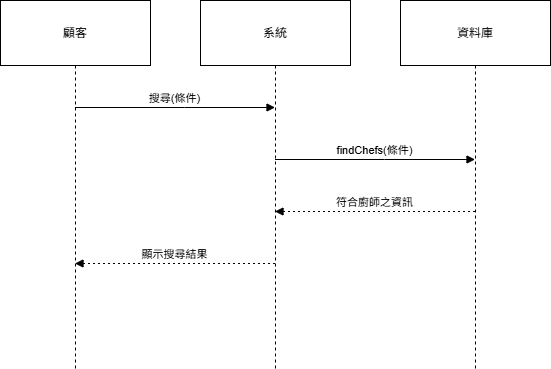 顧客
系統
資料庫
搜尋(條件)
findChefs(條件)
符合廚師之資訊
顯示搜尋結果